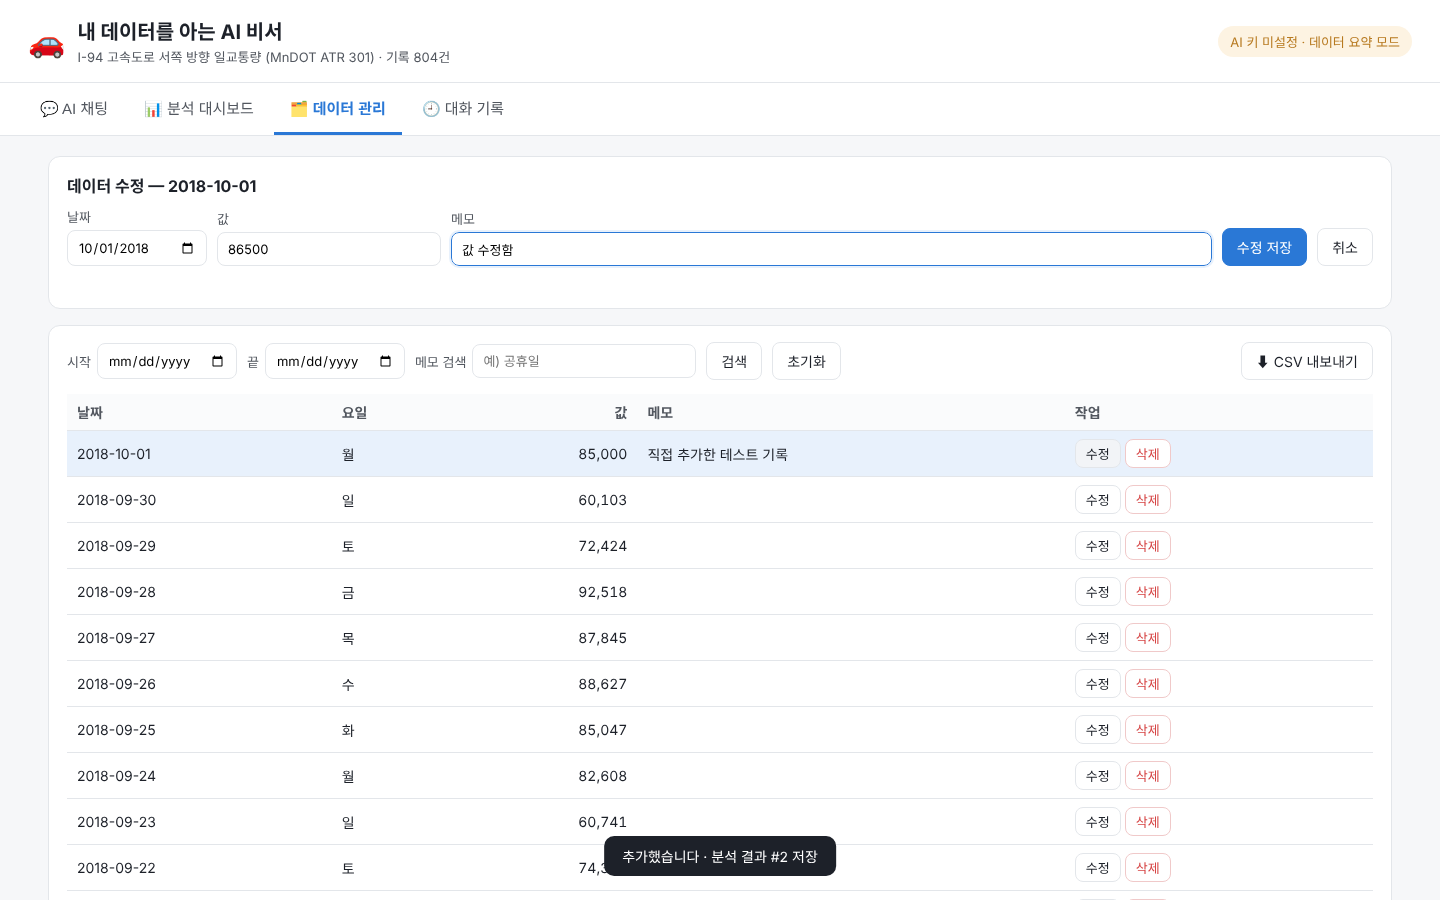 내 데이터를 아는 AI 비서
I-94 고속도로 서쪽 방향 일교통량 (MnDOT ATR 301) · 기록 804건
AI 키 미설정 · 데이터 요약 모드
AI 채팅
분석 대시보드
데이터 관리
대화 기록
데이터 수정 — 2018-10-01
날짜 값 메모
10/01/2018 86500 값 수정함 수정 저장 취소
시작 mm/dd/yyyy 끝 mm/dd/yyyy 메모 검색 예) 공휴일 검색 초기화 ⬇ CSV 내보내기
날짜 요일 값 메모 작업
2018-10-01 월 85,000 직접 추가한 테스트 기록 수정 삭제
2018-09-30 일 60,103 수정 삭제
2018-09-29 토 72,424 수정 삭제
2018-09-28 금 92,518 수정 삭제
2018-09-27 목 87,845 수정 삭제
2018-09-26 수 88,627 수정 삭제
2018-09-25 화 85,047 수정 삭제
2018-09-24 월 82,608 수정 삭제
2018-09-23 일 60,741 수정 삭제
2018-09-22 토 수정 삭제
추가했습니다 · 분석 결과 #2 저장